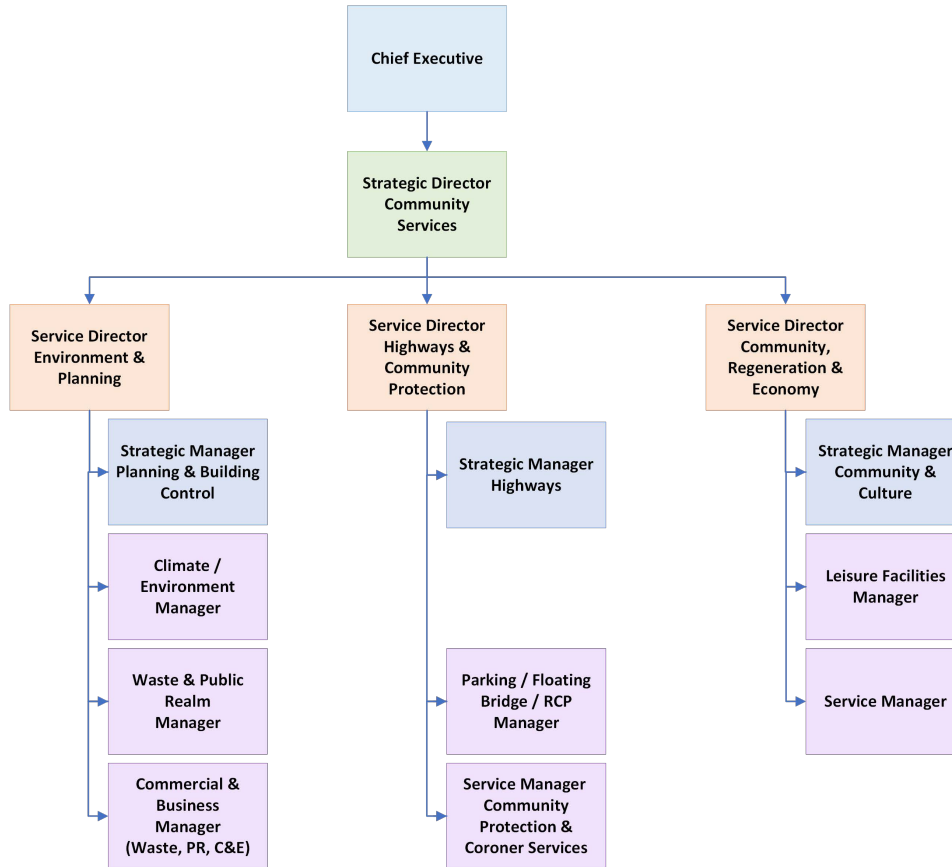 Chief Executive
Strategic Director
Community
Services
Service Director
Environment &
Planning
Service Director
Highways &
Community
Protection
Service Director
Community,
Regeneration &
Economy
Strategic Manager
Planning & Building
Control
Strategic Manager
Highways
Strategic Manager
Community &
Culture
Climate /
Environment
Manager
Leisure Facilities
Manager
Waste & Public
Realm
Manager
Parking / Floating
Bridge / RCP
Manager
Service Manager
Commercial &
Business
Manager
(Waste, PR, C&E)
Service Manager
Community
Protection &
Coroner Services